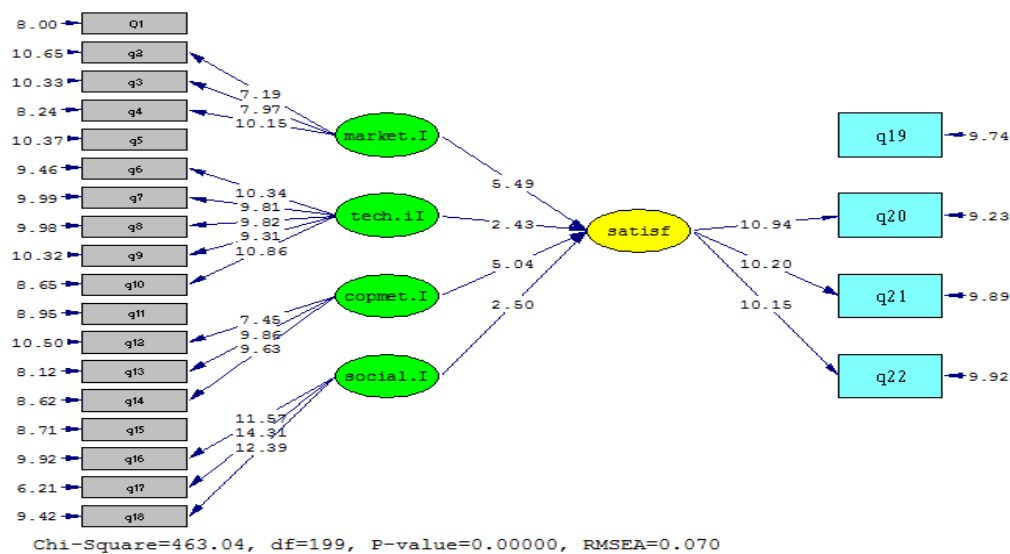 8.00 Q1
10.65 q2
10.33 q3
8.24 q4
10.37 q5
9.46 q6
9.99 q7
9.98 q8
10.32 q9
8.65 q10
8.95 q11
10.50 q12
8.12 q13
8.62 q14
8.71 q15
9.92 q16
6.21 q17
9.42 q18
7.19
7.97
10.15
10.34
9.81
9.82
9.31
10.86
7.45
9.86
9.63
11.57
14.31
12.39
market.I
tech.iI
copmet.I
social.I
5.49
2.43
5.04
2.50
satisf
10.94
10.20
10.15
q19 9.74
q20 9.23
q21 9.89
q22 9.92
Chi-Square=463.04, df=199, P-value=0.00000, RMSEA=0.070